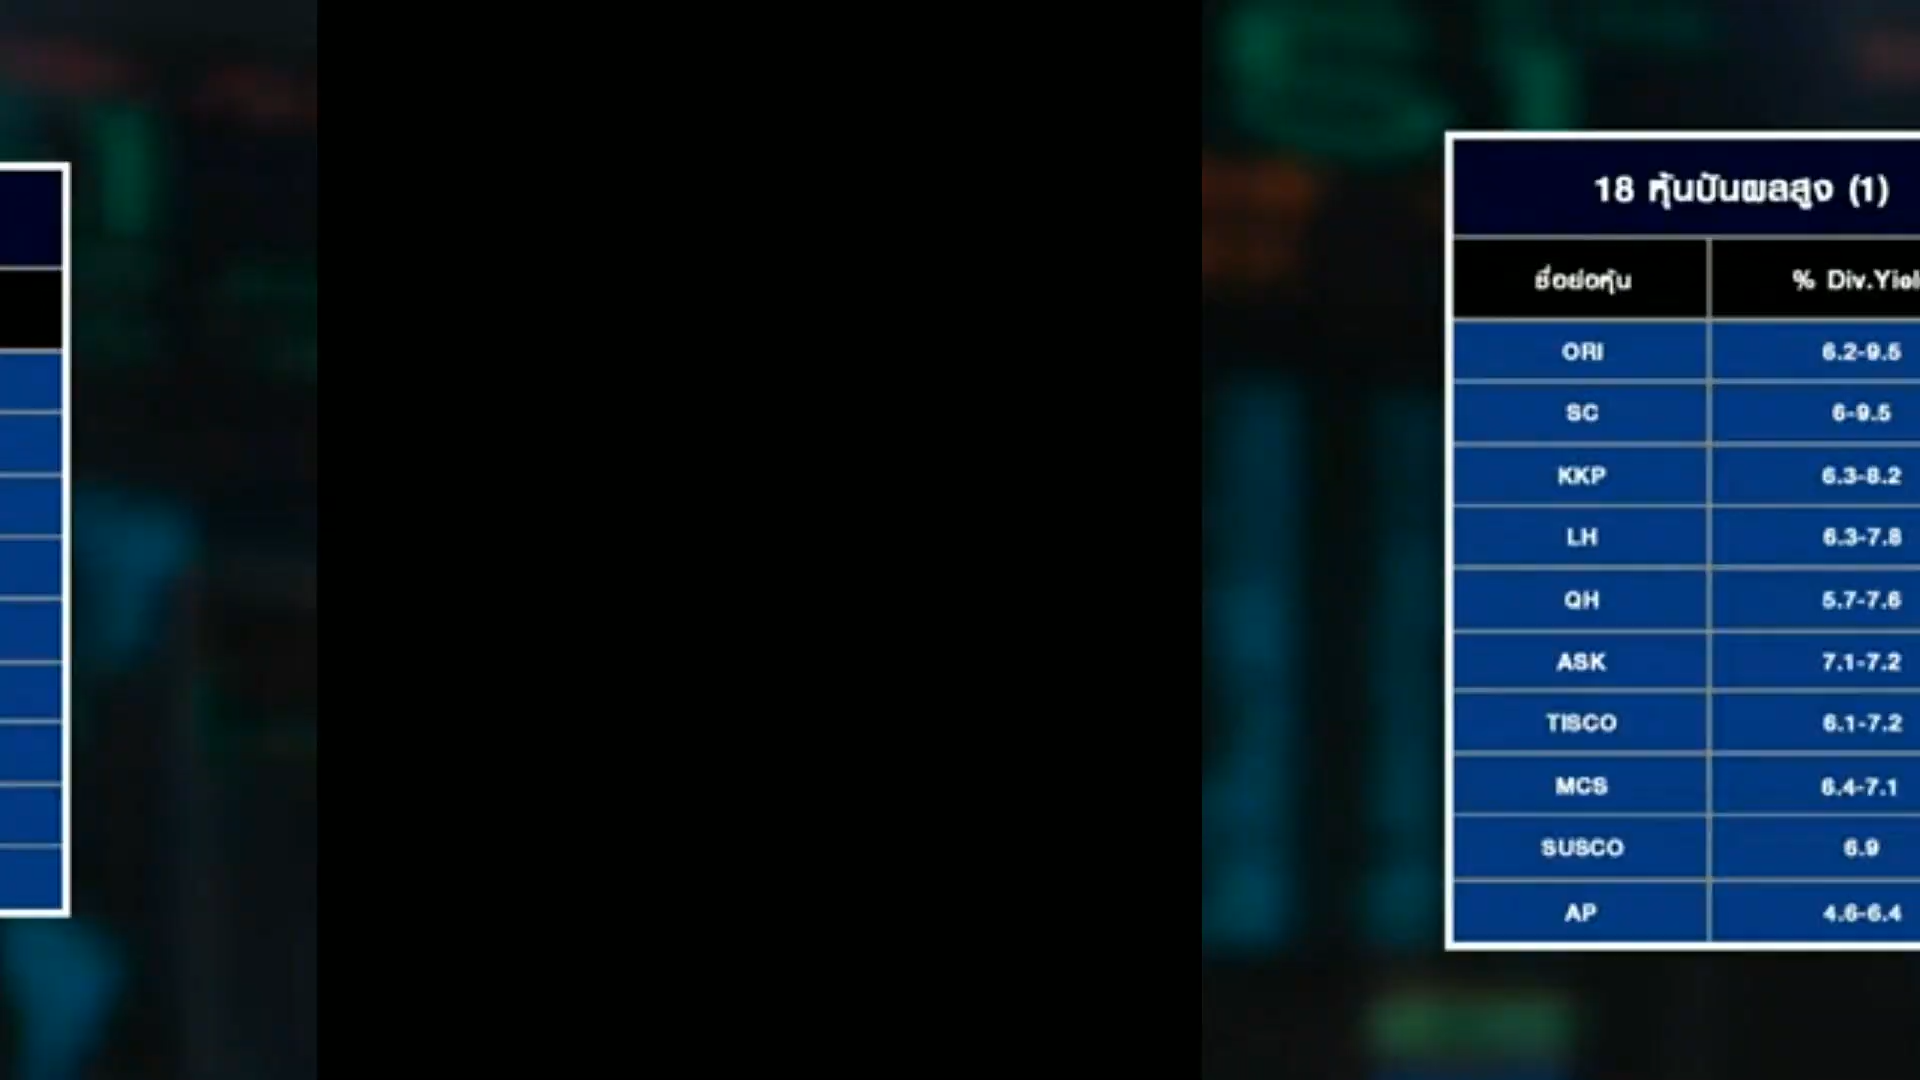 18 หุ้นปันผลสูง (1)
ชื่อย่อหุ้น % Div.Yiel
ORI 6.2-9.5
SC 6-9.5
KKP 6.3-8.2
LH 6.3-7.8
QH 5.7-7.6
ASK 7.1-7.2
TISCO 6.1-7.2
MCS 6.4-7.1
SUSCO 6.9
AP 4.6-6.4